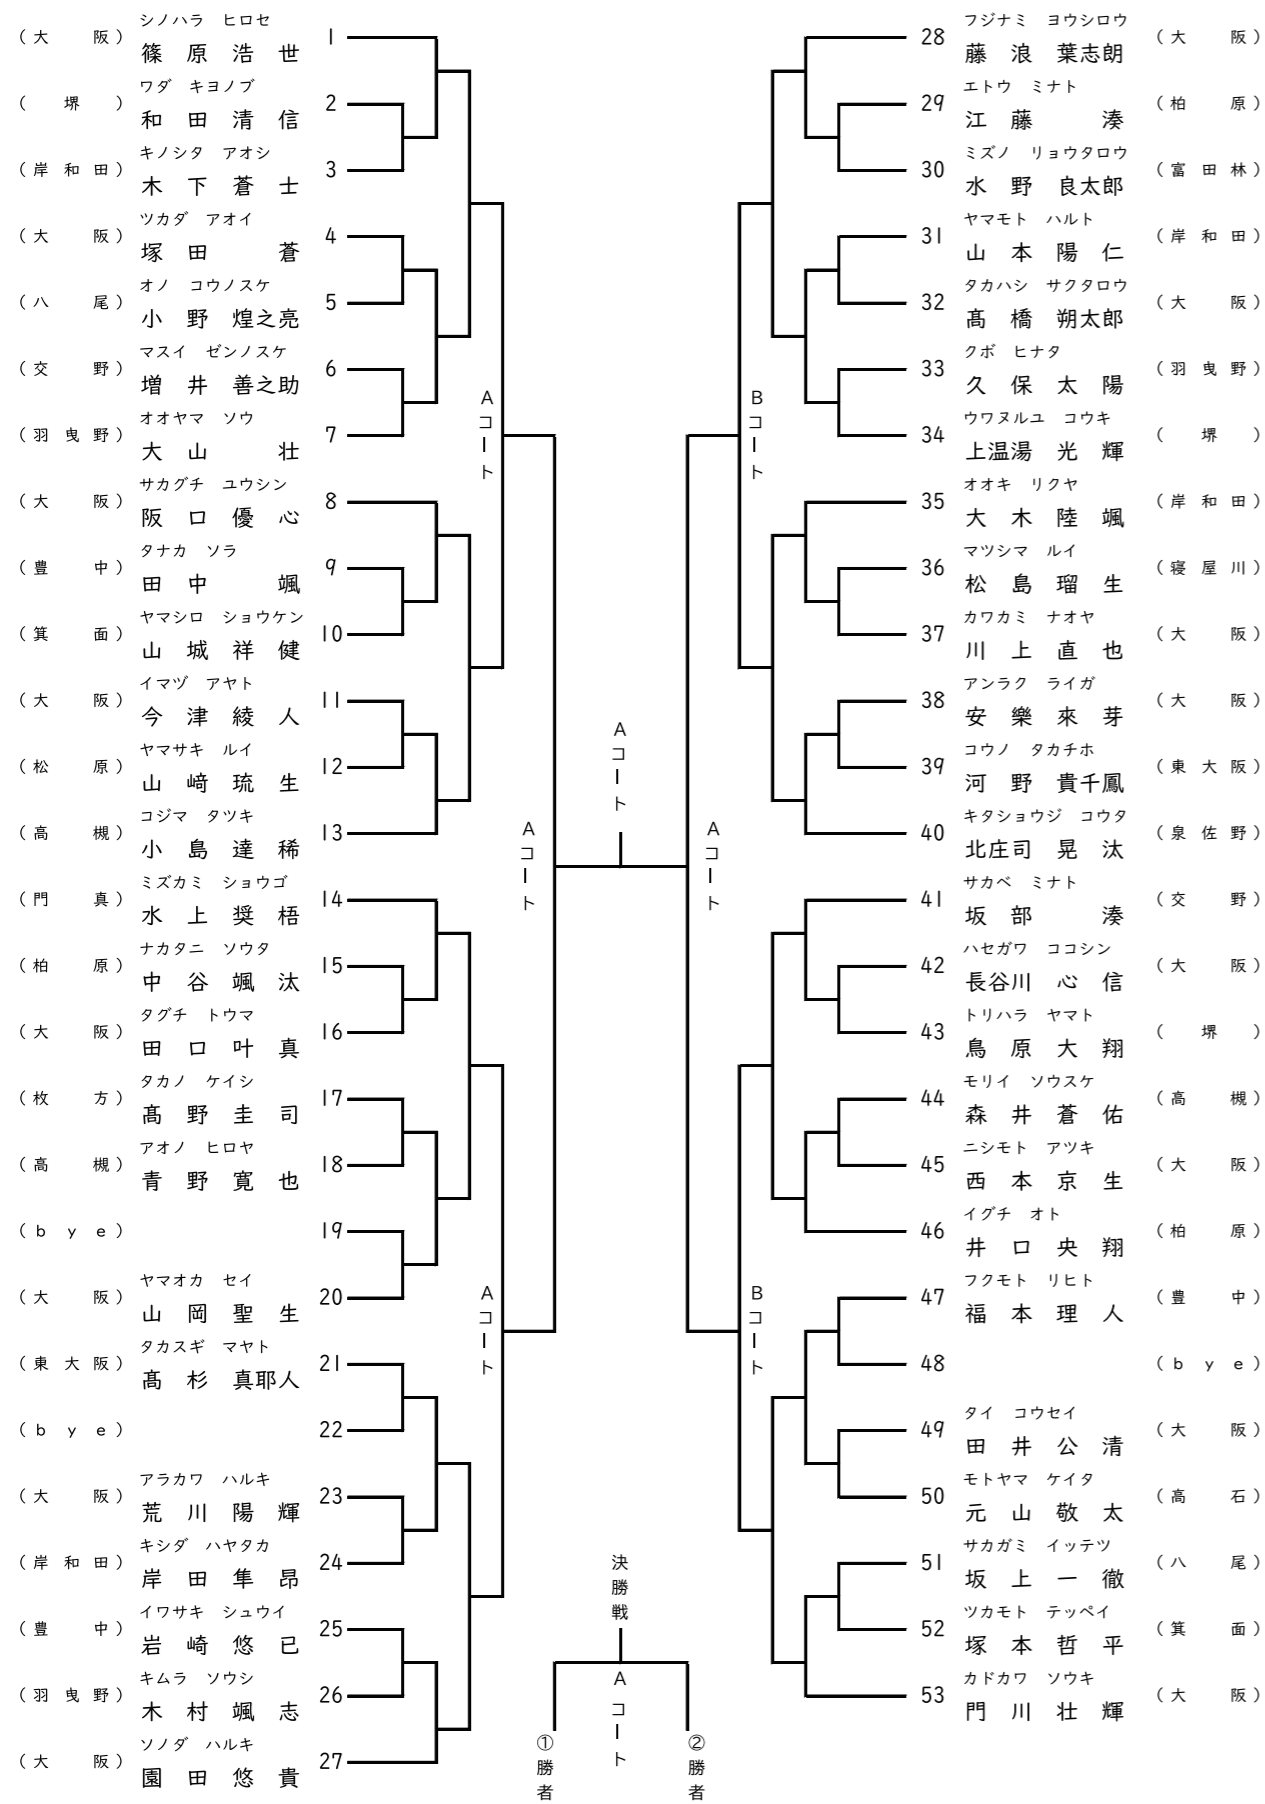 シノハラ ヒロセ
(大阪) 篠原浩世 1
ワダ キヨノブ
(堺) 和田清信 2
キノシタ アオシ
(岸和田) 木下蒼士 3
ツカダ アオイ
(大阪) 塚田蒼 4
オノ コウノスケ
(八尾) 小野煌之亮 5
マスイ ゼンノスケ
(交野) 増井善之助 6
オオヤマ ソウ
(羽曳野) 大山壮 7
サカグチ ユウシン
(大阪) 阪口優心 8
タナカ ソラ
(豊中) 田中颯 9
ヤマシロ ショウケン
(箕面) 山城祥健 10
イマヅ アヤト
(大阪) 今津綾人 11
ヤマサキ ルイ
(松原) 山﨑琉生 12
コジマ タツキ
(高槻) 小島達稀 13
ミズカミ ショウゴ
(門真) 水上奨梧 14
ナカタニ ソウタ
(柏原) 中谷颯汰 15
タグチ トウマ
(大阪) 田口叶真 16
タカノ ケイシ
(枚方) 髙野圭司 17
アオノ ヒロヤ
(高槻) 青野寛也 18
(bye) 19
ヤマオカ セイ
(大阪) 山岡聖生 20
タカスギ マヤト
(東大阪) 髙杉真耶人 21
(bye) 22
アラカワ ハルキ
(大阪) 荒川陽輝 23
キシダ ハヤタカ
(岸和田) 岸田隼昂 24
イワサキ シュウイ
(豊中) 岩崎悠已 25
キムラ ソウシ
(羽曳野) 木村颯志 26
ソノダ ハルキ
(大阪) 園田悠貴 27
Aコート
Aコート
Aコート
Aコート
Aコート
Bコート
Bコート
決勝戦
Aコート
①勝者
②勝者
フジナミ ヨウシロウ
28 藤浪葉志朗 (大阪)
エトウ ミナト
29 江藤湊 (柏原)
ミズノ リョウタロウ
30 水野良太郎 (富田林)
ヤマモト ハルト
31 山本陽仁 (岸和田)
タカハシ サクタロウ
32 髙橋朔太郎 (大阪)
クボ ヒナタ
33 久保太陽 (羽曳野)
ウワヌルユ コウキ
34 上温湯光輝 (堺)
オオキ リクヤ
35 大木陸颯 (岸和田)
マツシマ ルイ
36 松島瑠生 (寝屋川)
カワカミ ナオヤ
37 川上直也 (大阪)
アンラク ライガ
38 安樂來芽 (大阪)
コウノ タカチホ
39 河野貴千鳳 (東大阪)
キタショウジ コウタ
40 北庄司晃汰 (泉佐野)
サカベ ミナト
41 坂部湊 (交野)
ハセガワ ココシン
42 長谷川心信 (大阪)
トリハラ ヤマト
43 鳥原大翔 (堺)
モリイ ソウスケ
44 森井蒼佑 (高槻)
ニシモト アツキ
45 西本京生 (大阪)
イグチ オト
46 井口央翔 (柏原)
フクモト リヒト
47 福本理人 (豊中)
48 (bye)
タイ コウセイ
49 田井公清 (大阪)
モトヤマ ケイタ
50 元山敬太 (高石)
サカガミ イッテツ
51 坂上一徹 (八尾)
ツカモト テッペイ
52 塚本哲平 (箕面)
カドカワ ソウキ
53 門川壮輝 (大阪)